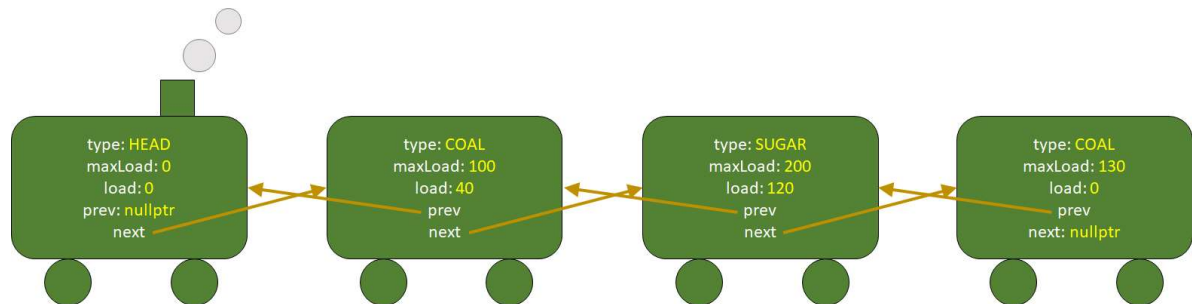 type: HEAD
maxLoad: 0
load: 0
prev: nullptr
next
type: COAL
maxLoad: 100
load: 40
prev
next
type: SUGAR
maxLoad: 200
load: 120
prev
next
type: COAL
maxLoad: 130
load: 0
prev
next: nullptr